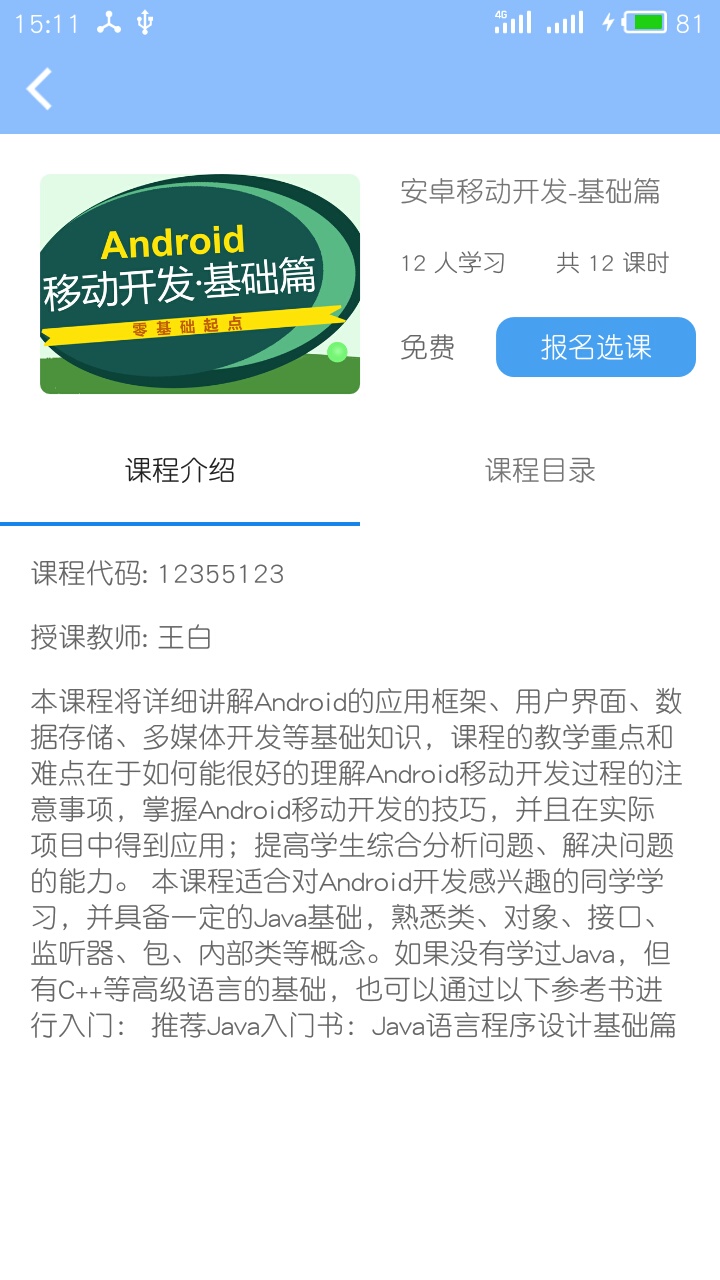 15:11
4G
81
Android
移动开发·基础篇
零基础起点
安卓移动开发-基础篇
12 人学习 共 12 课时
免费 报名选课
课程介绍 课程目录
课程代码: 12355123
授课教师: 王白
本课程将详细讲解Android的应用框架、用户界面、数
据存储、多媒体开发等基础知识，课程的教学重点和
难点在于如何能很好的理解Android移动开发过程的注
意事项，掌握Android移动开发的技巧，并且在实际
项目中得到应用；提高学生综合分析问题、解决问题
的能力。 本课程适合对Android开发感兴趣的同学学
习，并具备一定的Java基础，熟悉类、对象、接口、
监听器、包、内部类等概念。如果没有学过Java，但
有C++等高级语言的基础，也可以通过以下参考书进
行入门： 推荐Java入门书：Java语言程序设计基础篇